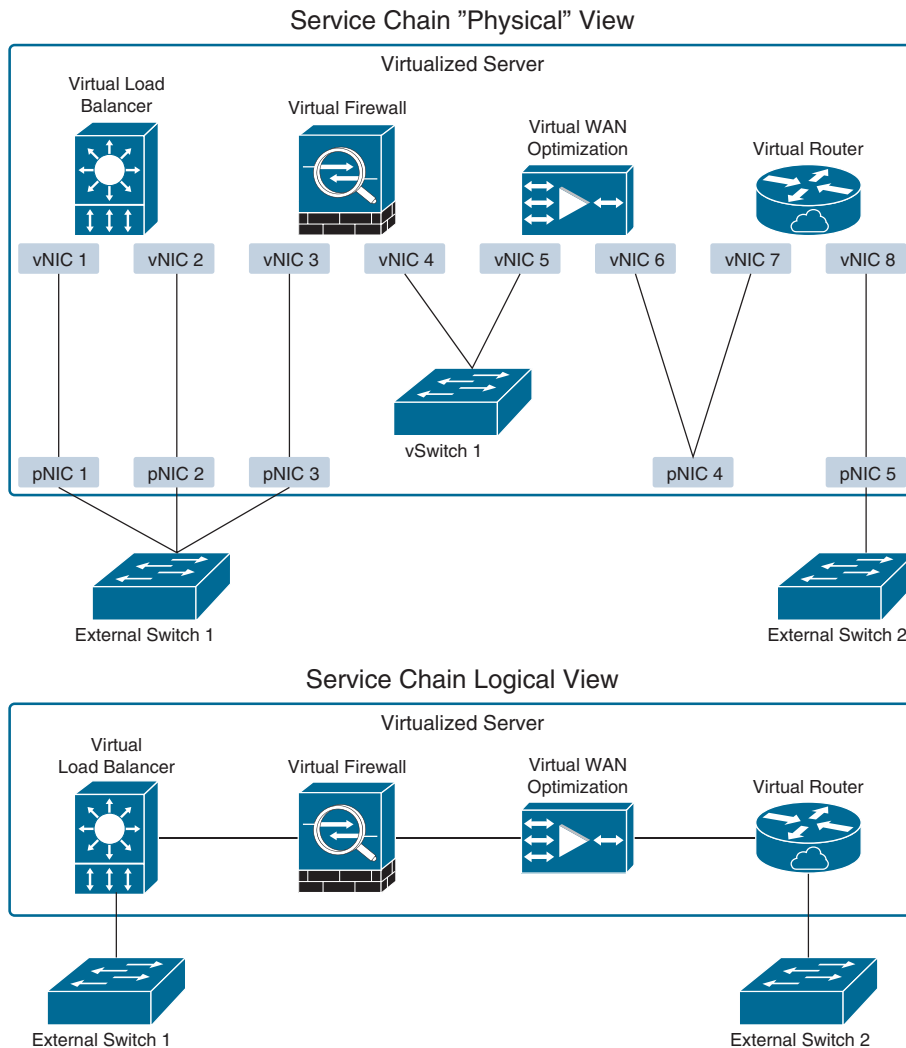 Service Chain ”Physical” View
Virtualized Server
Virtual Load
Balancer
Virtual Firewall
Virtual WAN
Optimization
Virtual Router
vNIC 1
vNIC 2
vNIC 3
vNIC 4
vNIC 5
vNIC 6
vNIC 7
vNIC 8
vSwitch 1
pNIC 1
pNIC 2
pNIC 3
pNIC 4
pNIC 5
External Switch 1
External Switch 2
Service Chain Logical View
Virtualized Server
Virtual
Load Balancer
Virtual Firewall
Virtual WAN
Optimization
Virtual Router
External Switch 1
External Switch 2